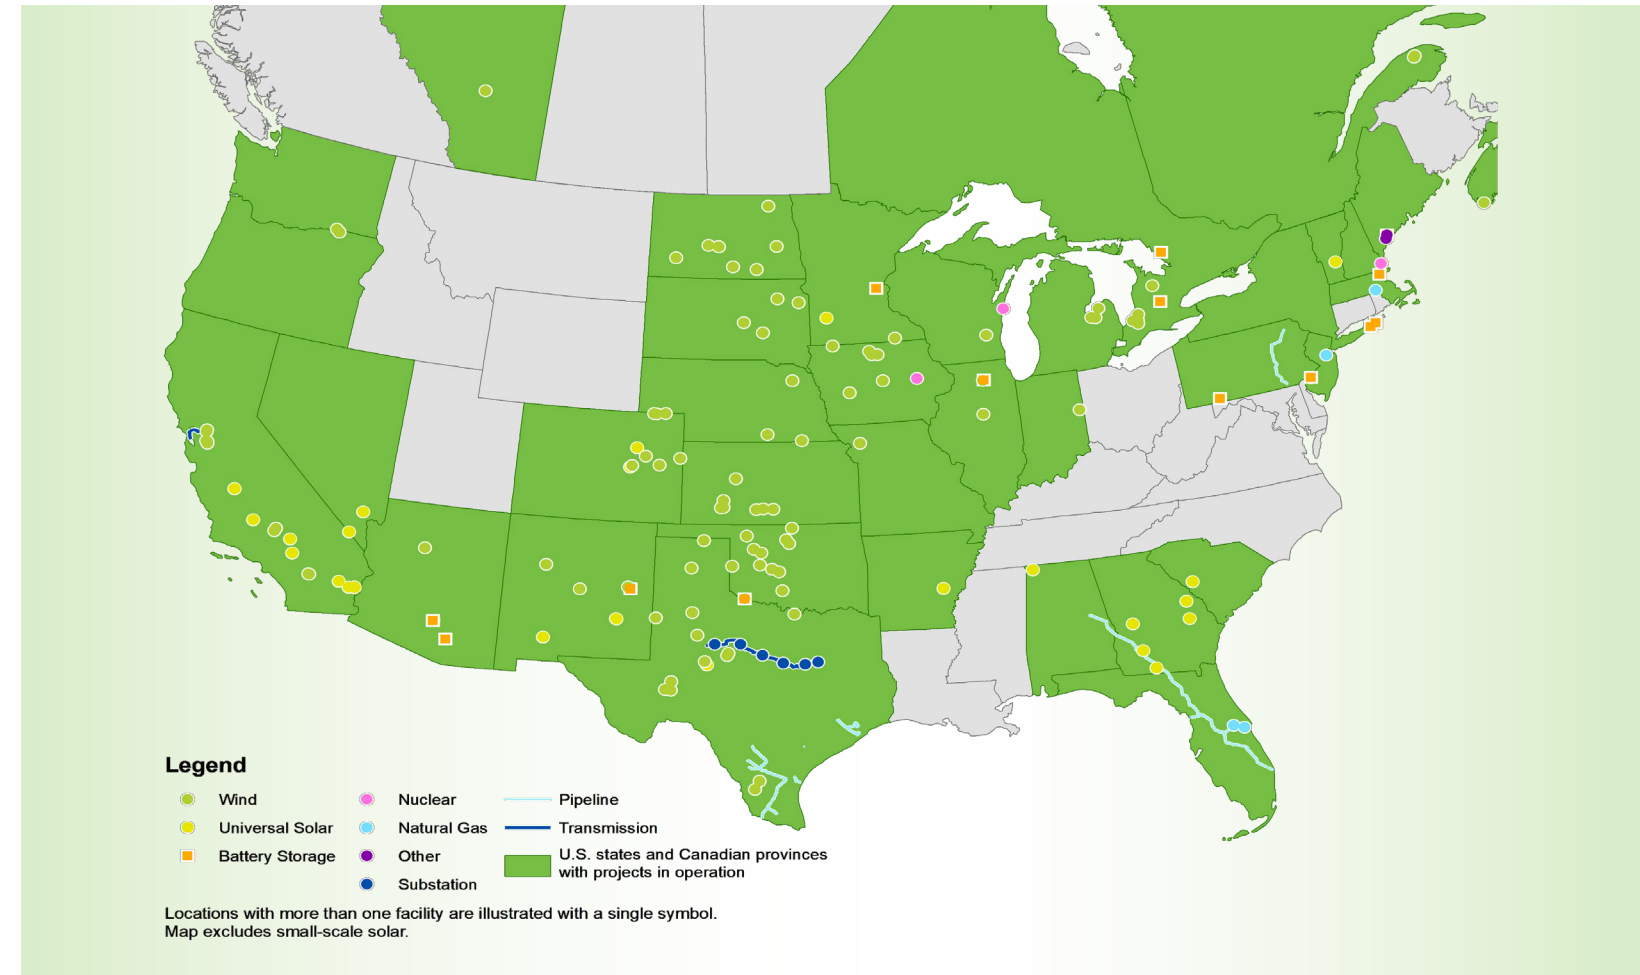 Legend
Wind
Universal Solar
Battery Storage
Nuclear
Natural Gas
Other
Substation
Pipeline
Transmission
U.S. states and Canadian provinces
with projects in operation
Locations with more than one facility are illustrated with a single symbol.
Map excludes small-scale solar.